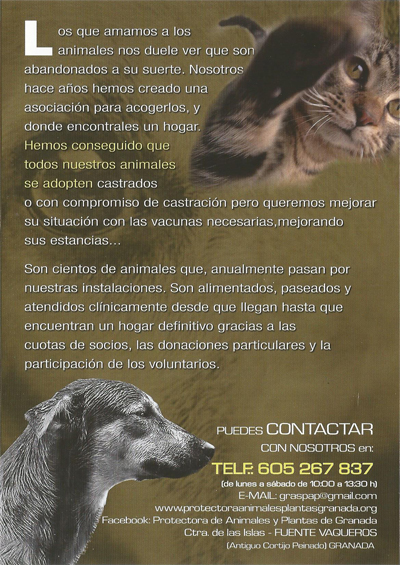 Los que amamos a los
animales nos duele ver que son
abandonados a su suerte. Nosotros
hace años hemos creado una
asociación para acogerlos, y
donde encontrales un hogar.
Hemos conseguido que
todos nuestros animales
se adopten castrados
o con compromiso de castración pero queremos mejorar
su situación con las vacunas necesarias,mejorando
sus estancias...
Son cientos de animales que, anualmente pasan por
nuestras instalaciones. Son alimentados, paseados y
atendidos clínicamente desde que llegan hasta que
encuentran un hogar definitivo gracias a las
cuotas de socios, las donaciones particulares y la
participación de los voluntarios.
PUEDES CONTACTAR
CON NOSOTROS en:
TELF.: 605 267 837
(de lunes a sábado de 10:00 a 13:30 h)
E-MAIL: graspap@gmail.com
www.protectoraanimalesplantasgranada.org
Facebook: Protectora de Animales y Plantas de Granada
Ctra. de las Islas - FUENTE VAQUEROS
(Antiguo Cortijo Peinado) GRANADA